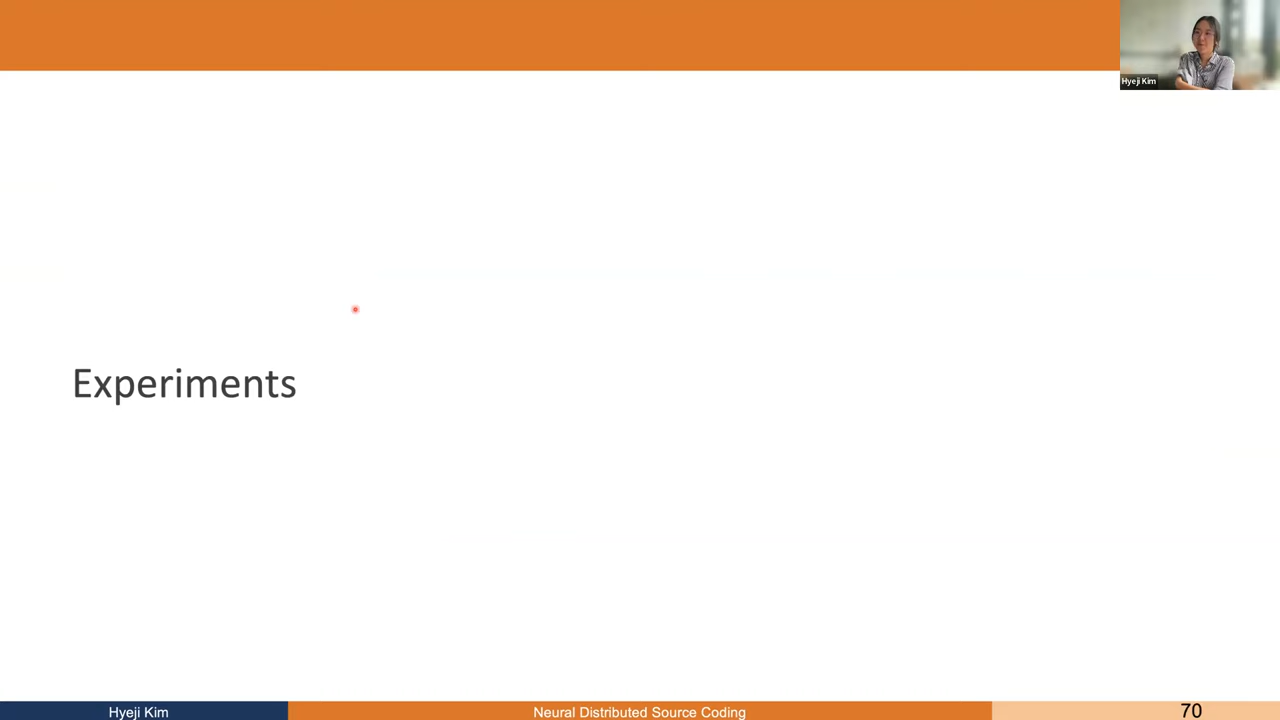 Hyeji Kim
Experiments
Hyeji Kim
Neural Distributed Source Coding
70